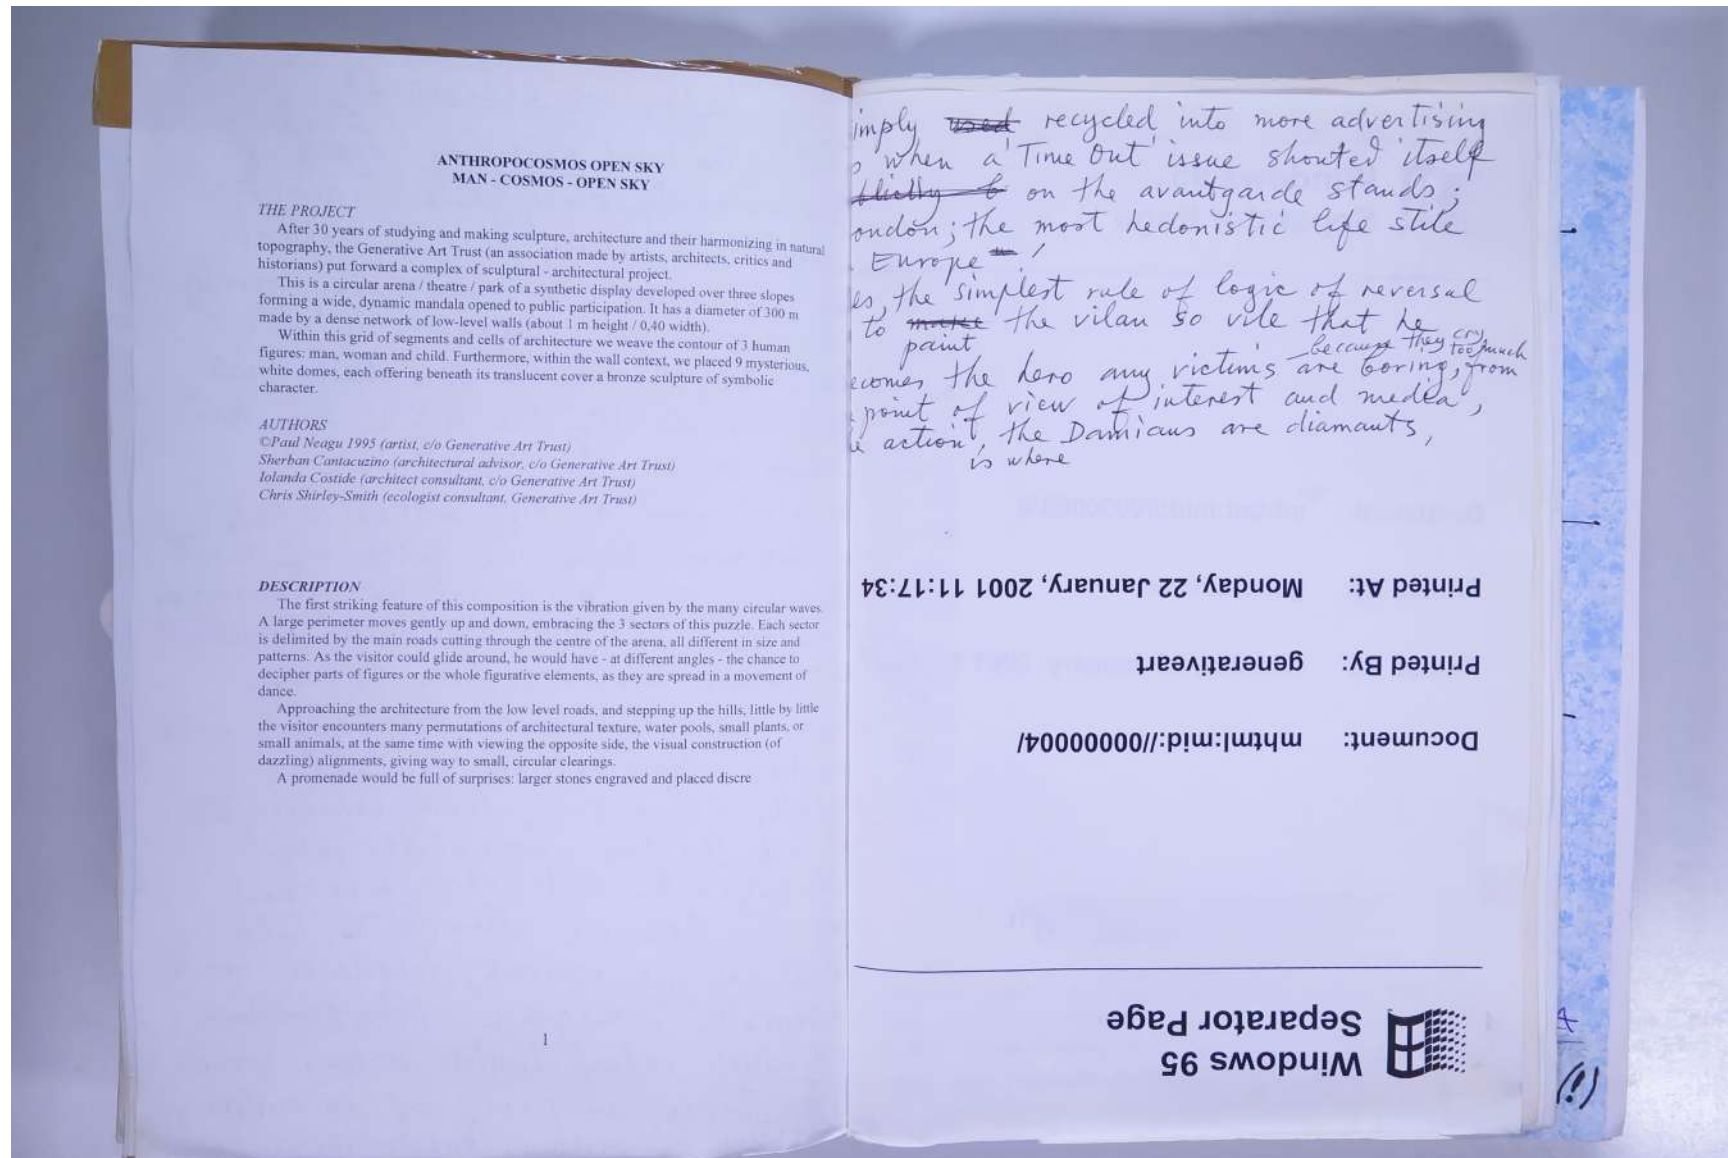 ANTHROPOCOSMOS OPEN SKY
MAN - COSMOS - OPEN SKY
THE PROJECT
After 30 years of studying and making sculpture, architecture and their harmonizing in natural
topography, the Generative Art Trust (an association made by artists, architects, critics and
historians) put forward a complex of sculptural - architectural project.
This is a circular arena / theatre / park of a synthetic display developed over three slopes
forming a wide, dynamic mandala opened to public participation. It has a diameter of 300 m
made by a dense network of low-level walls (about 1 m height / 0,40 width).
Within this grid of segments and cells of architecture we weave the contour of 3 human
figures: man, woman and child. Furthermore, within the wall context, we placed 9 mysterious,
white domes, each offering beneath its translucent cover a bronze sculpture of symbolic
character.
AUTHORS
©Paul Neagu 1995 (artist, c/o Generative Art Trust)
Sherban Cantacuzino (architectural advisor, c/o Generative Art Trust)
Iolanda Costide (architect consultant, c/o Generative Art Trust)
Chris Shirley-Smith (ecologist consultant, Generative Art Trust)
DESCRIPTION
The first striking feature of this composition is the vibration given by the many circular waves.
A large perimeter moves gently up and down, embracing the 3 sectors of this puzzle. Each sector
is delimited by the main roads cutting through the centre of the arena, all different in size and
patterns. As the visitor could glide around, he would have - at different angles - the chance to
decipher parts of figures or the whole figurative elements, as they are spread in a movement of
dance.
Approaching the architecture from the low level roads, and stepping up the hills, little by little
the visitor encounters many permutations of architectural texture, water pools, small plants, or
small animals, at the same time with viewing the opposite side, the visual construction (of
dazzling) alignments, giving way to small, circular clearings.
A promenade would be full of surprises: larger stones engraved and placed discre
1
imply used recycled into more advertising
when a 'Time Out' issue shouted itself
on the avantgarde stands;
ondon; the most hedonistic life stile
Europe !
es, the simplest rule of logic of reversal
to make the vilan so vile that he
paint because they cry too much
ecomes the hero any victims are boring, from
point of view of interest and media,
action, the Damians are diamants,
is where
Windows 95
Separator Page
Document: mhtml:mid://00000004/
Printed By: generativeart
Printed At: Monday, 22 January, 2001 11:17:34
(!)